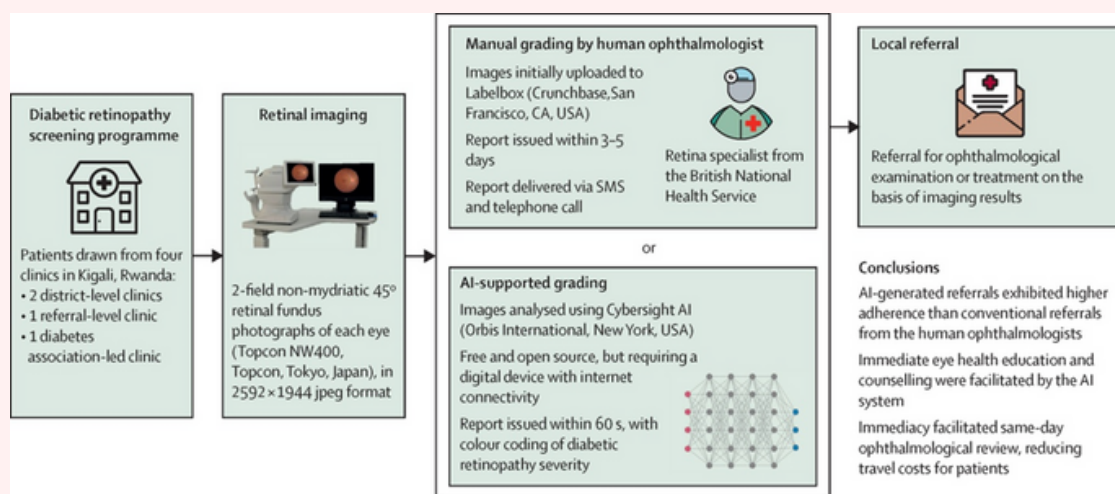 Diabetic retinopathy
screening programme
Patients drawn from four
clinics in Kigali, Rwanda:
• 2 district-level clinics
• 1 referral-level clinic
• 1 diabetes
association-led clinic
Retinal imaging
2-field non-mydriatic 45°
retinal fundus
photographs of each eye
(Topcon NW400,
Topcon, Tokyo, Japan), in
2592 × 1944 jpeg format
Manual grading by human ophthalmologist
Images initially uploaded to
Labelbox (Crunchbase,San
Francisco, CA, USA)
Report issued within 3–5
days
Report delivered via SMS
and telephone call
Retina specialist from
the British National
Health Service
or
AI-supported grading
Images analysed using Cybersight AI
(Orbis International, New York, USA)
Free and open source, but requiring a
digital device with internet
connectivity
Report issued within 60 s, with
colour coding of diabetic
retinopathy severity
Local referral
Referral for ophthalmological
examination or treatment on the
basis of imaging results
Conclusions
AI-generated referrals exhibited higher
adherence than conventional referrals
from the human ophthalmologists
Immediate eye health education and
counselling were facilitated by the AI
system
Immediacy facilitated same-day
ophthalmological review, reducing
travel costs for patients